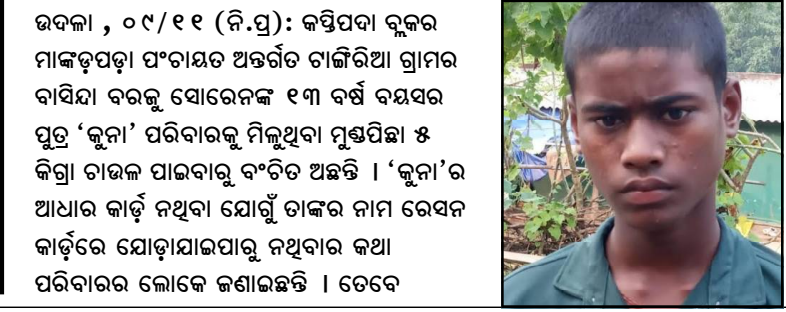 ଉଦଳା , ୦୯/୧୧ (ନି.ପ୍ର): କପ୍ତିପଦା ବ୍ଲକର
ମାଙ୍କଡ଼ପଡ଼ା ପଂଚାୟତ ଅନ୍ତର୍ଗତ ଟାଙ୍ଗିରିଆ ଗ୍ରାମର
ବାସିନ୍ଦା ବରଜୁ ସୋରେନଙ୍କ ୧୩ ବର୍ଷ ବୟସର
ପୁତ୍ର ‘କୁନା’ ପରିବାରକୁ ମିଳୁଥିବା ମୁଣ୍ଡପିଛା ୫
କିଗ୍ରା ଚାଉଳ ପାଇବାରୁ ବଂଚିତ ଅଛନ୍ତି । ‘କୁନା’ର
ଆଧାର କାର୍ଡ଼ ନଥିବା ଯୋଗୁଁ ତାଙ୍କର ନାମ ରେସନ
କାର୍ଡ଼ରେ ଯୋଡ଼ାଯାଇପାରୁ ନଥିବାର କଥା
ପରିବାରର ଲୋକେ ଜଣାଇଛନ୍ତି । ତେବେ